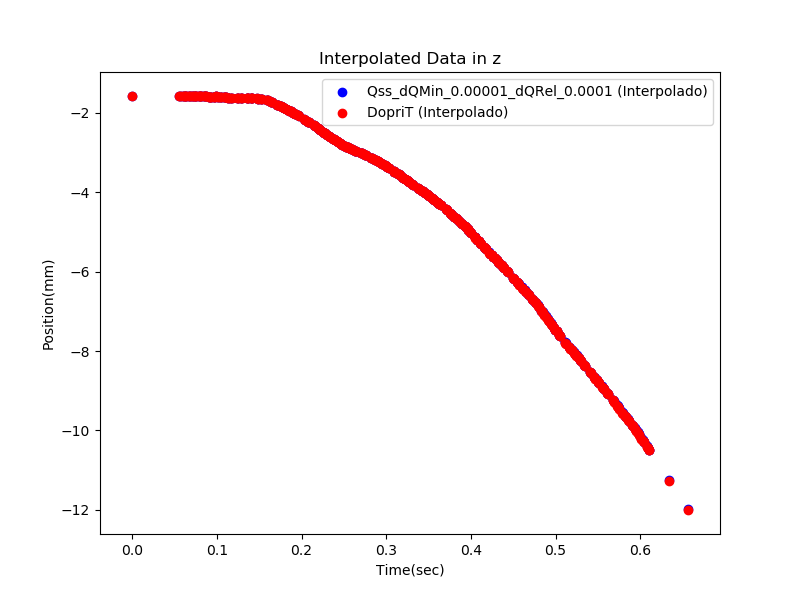 Interpolated Data in z
Qss_dQMin_0.00001_dQRel_0.0001 (Interpolado)
DopriT (Interpolado)
Position(mm)
−2
−4
−6
−8
−10
−12
0.0 0.1 0.2 0.3 0.4 0.5 0.6
Time(sec)